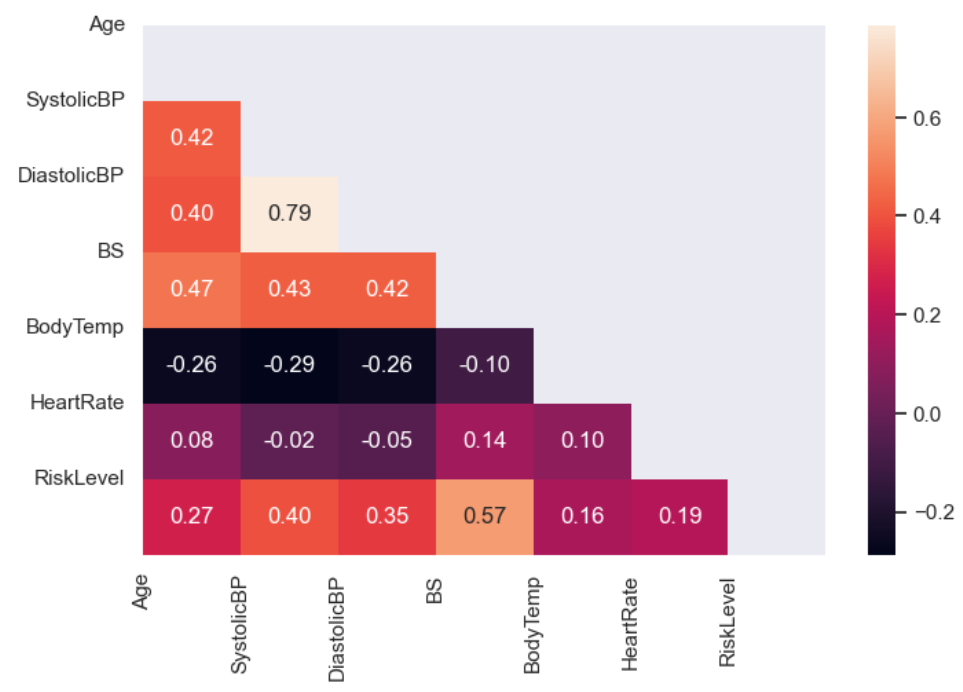 Age
SystolicBP
0.42
DiastolicBP
0.40 0.79
BS
0.47 0.43 0.42
BodyTemp
-0.26 -0.29 -0.26 -0.10
HeartRate
0.08 -0.02 -0.05 0.14 0.10
RiskLevel
0.27 0.40 0.35 0.57 0.16 0.19
Age SystolicBP DiastolicBP BS BodyTemp HeartRate RiskLevel
0.6
0.4
0.2
0.0
−0.2